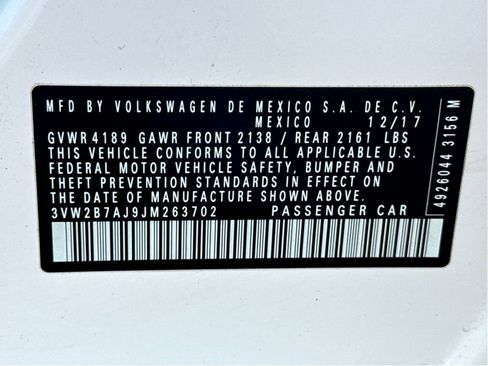 MFD BY VOLKSWAGEN DE MEXICO S.A. DE C.V.
MEXICO 12/17
GVWR 4189 GAWR FRONT 2138 / REAR 2161 LBS
THIS VEHICLE CONFORMS TO ALL APPLICABLE U.S.
FEDERAL MOTOR VEHICLE SAFETY, BUMPER AND
THEFT PREVENTION STANDARDS IN EFFECT ON
THE DATE OF MANUFACTURE SHOWN ABOVE.
3VW2B7AJ9JM263702 PASSENGER CAR
4926044 3156 M